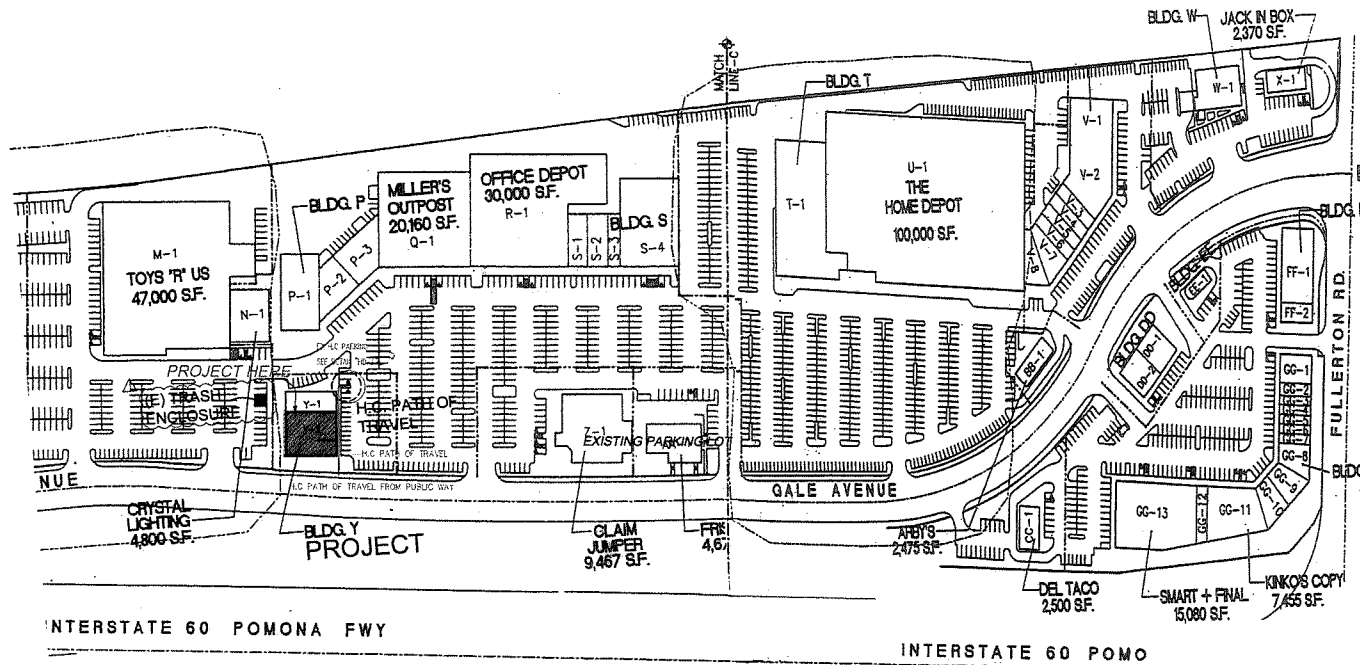 BLDG. W
JACK IN BOX
2,370 S.F.
MATCH
LINE-C
BLDG. T
W-1
X-1
V-1
V-2
U-1
THE
HOME DEPOT
100,000 S.F.
T-1
OFFICE DEPOT
30,000 S.F.
R-1
MILLER'S
OUTPOST
20,160 S.F.
Q-1
BLDG. P
BLDG. S
S-1
S-2
S-3
S-4
P-1
P-2
P-3
M-1
TOYS "R" US
47,000 S.F.
N-1
V-8
FF-1
FF-2
FULLERTON RD.
BLDG. DD
DD-1
DD-2
BB-1
PROJECT HERE
(E) TRASH
ENCLOSURE
Y-1
H.C. PATH OF
TRAVEL
H.C PATH OF TRAVEL
H.C PATH OF TRAVEL FROM PUBLIC WAY
Z-1
EXISTING PARKING LOT
GG-1
GG-2
GG-8
GG-13
GG-12
GG-11
NUE
GALE AVENUE
CRYSTAL
LIGHTING
4,800 S.F.
BLDG. Y
PROJECT
CLAIM
JUMPER
9,467 S.F.
FRI
4,67
ARBY'S
2,475 S.F.
CC-1
DEL TACO
2,500 S.F.
SMART + FINAL
15,080 S.F.
KINKO'S COPY
7,455 S.F.
BLDG
NTERSTATE 60 POMONA FWY
INTERSTATE 60 POMO